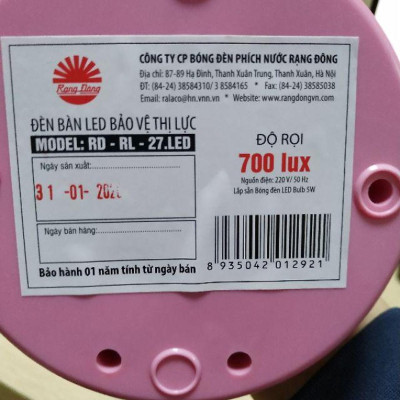 Rạng Đông
CÔNG TY CP BÓNG ĐÈN PHÍCH NƯỚC RẠNG ĐÔNG
Địa chỉ: 87-89 Hạ Đình, Thanh Xuân Trung, Thanh Xuân, Hà Nội
ĐT: (84-24) 38584310/3 8584165 * Fax: (84-24) 38585038
Email: ralaco@hn.vnn.vn * Website: www.rangdongvn.com
ĐÈN BÀN LED BẢO VỆ THỊ LỰC
MODEL: RD - RL - 27.LED
Ngày sản xuất:
31 -01-
Ngày bán hàng:
Bảo hành 01 năm tính từ ngày bán
ĐỘ RỌI
700 lux
Nguồn điện: 220 V/ 50 Hz
Lắp sẵn Bóng đèn LED Bulb 5W
8 935042 012921